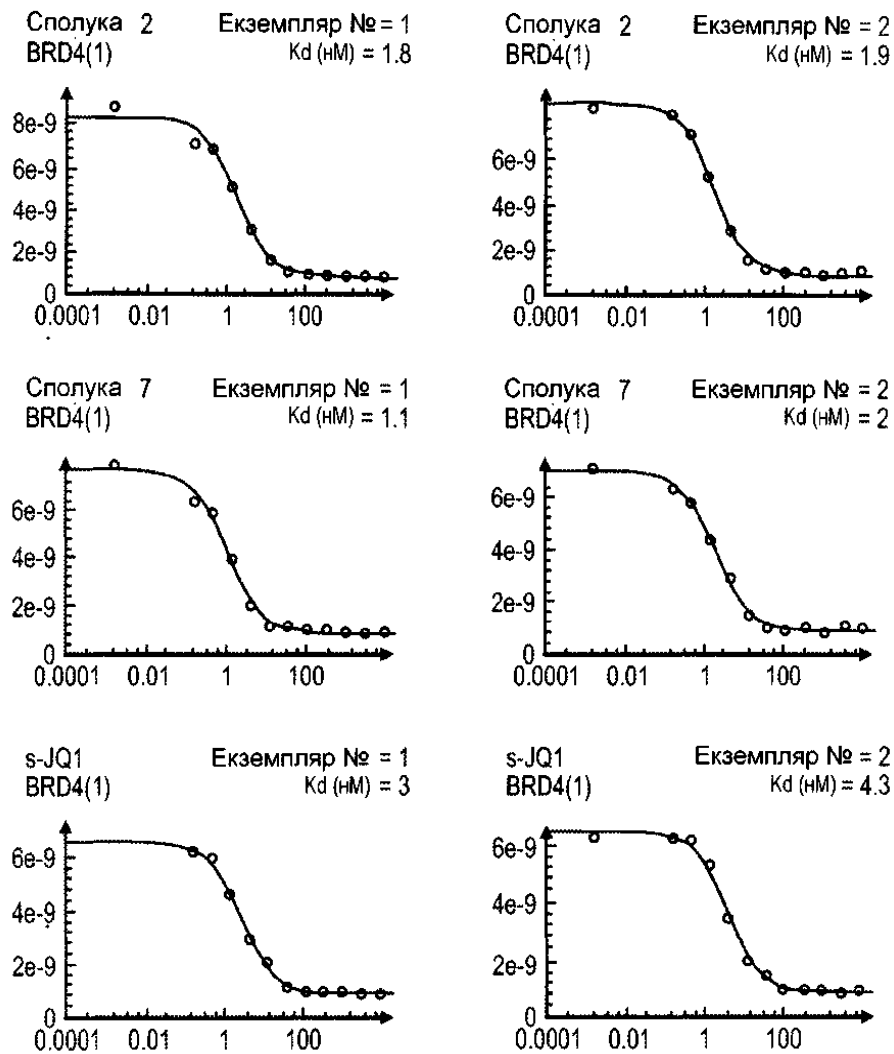 Сполука 2 Екземпляр № = 1
BRD4(1) Kd (нМ) = 1.8
8e-9
6e-9
4e-9
2e-9
0
0.0001 0.01 1 100
Сполука 2 Екземпляр № = 2
BRD4(1) Kd (нМ) = 1.9
6e-9
4e-9
2e-9
0
0.0001 0.01 1 100
Сполука 7 Екземпляр № = 1
BRD4(1) Kd (нМ) = 1.1
6e-9
4e-9
2e-9
0
0.0001 0.01 1 100
Сполука 7 Екземпляр № = 2
BRD4(1) Kd (нМ) = 2
6e-9
4e-9
2e-9
0
0.0001 0.01 1 100
s-JQ1 Екземпляр № = 1
BRD4(1) Kd (нМ) = 3
6e-9
4e-9
2e-9
0
0.0001 0.01 1 100
s-JQ1 Екземпляр № = 2
BRD4(1) Kd (нМ) = 4.3
6e-9
4e-9
2e-9
0
0.0001 0.01 1 100